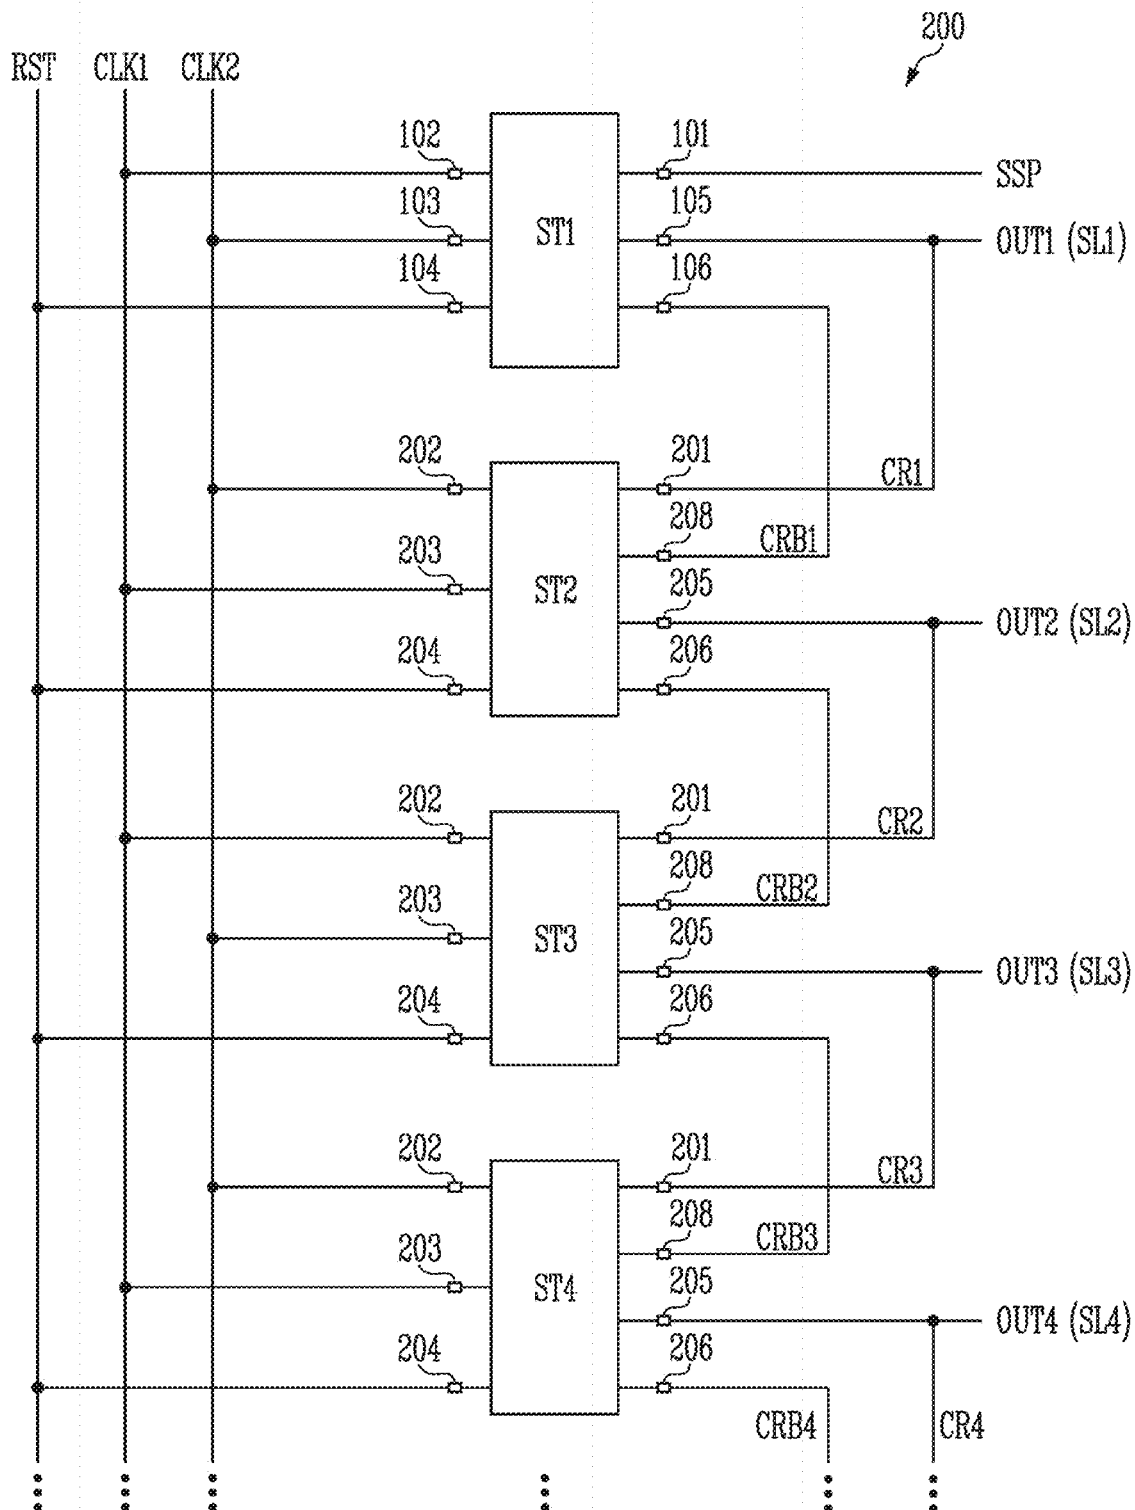 200
RST CLK1 CLK2
102 101
SSP
103 105
ST1
OUT1 (SL1)
104 106
202 201
CR1
208
CRB1
203
ST2
205
OUT2 (SL2)
204 206
202 201
CR2
208
CRB2
203
ST3
205
OUT3 (SL3)
204 206
202 201
CR3
208
CRB3
203
ST4
205
OUT4 (SL4)
204 206
CRB4 CR4